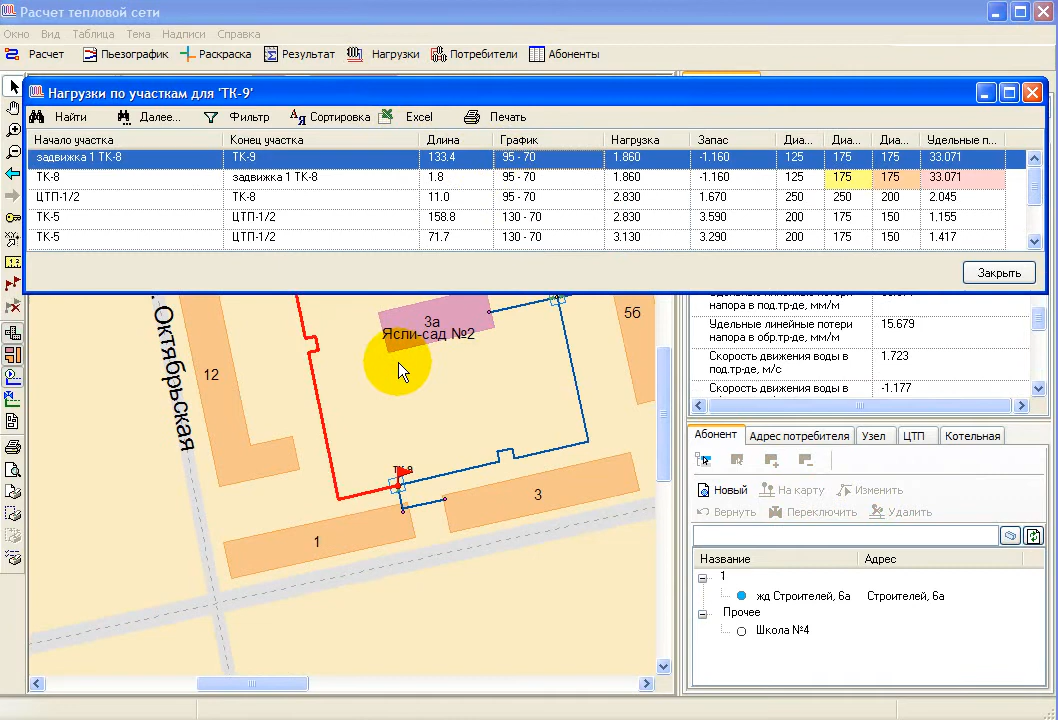 Расчет тепловой сети
Окно Вид Таблица Тема Надписи Справка
Расчет Пьезографик Раскраска Результат Нагрузки Потребители Абоненты
Нагрузки по участкам для 'ТК-9'
Найти Далее... Фильтр Сортировка Excel Печать
Начало участка Конец участка Длина График Нагрузка Запас Диа... Диа... Диа... Удельные п...
задвижка 1 ТК-8 ТК-9 133.4 95 - 70 1.860 -1.160 125 175 175 33.071
ТК-8 задвижка 1 ТК-8 1.8 95 - 70 1.860 -1.160 125 175 175 33.071
ЦТП-1/2 ТК-8 11.0 95 - 70 2.830 1.670 250 250 200 2.045
ТК-5 ЦТП-1/2 158.8 130 - 70 2.830 3.590 200 175 150 1.155
ТК-5 ЦТП-1/2 71.7 130 - 70 3.130 3.290 200 175 150 1.417
Закрыть
напора в под.тр-де, м/м
Удельные линейные потери
напора в обр.тр-де, м/м
15.679
Скорость движения воды в
под.тр-де, м/с
1.723
Скорость движения воды в
-1.177
. Октябрьская
12
3а
Ясли-сад №2
5б
ТК-9
3
1
Абонент Адрес потребителя Узел ЦТП Котельная
Новый На карту Изменить
Вернуть Переключить Удалить
Название Адрес
1
жд Строителей, 6а Строителей, 6а
Прочее
Школа №4